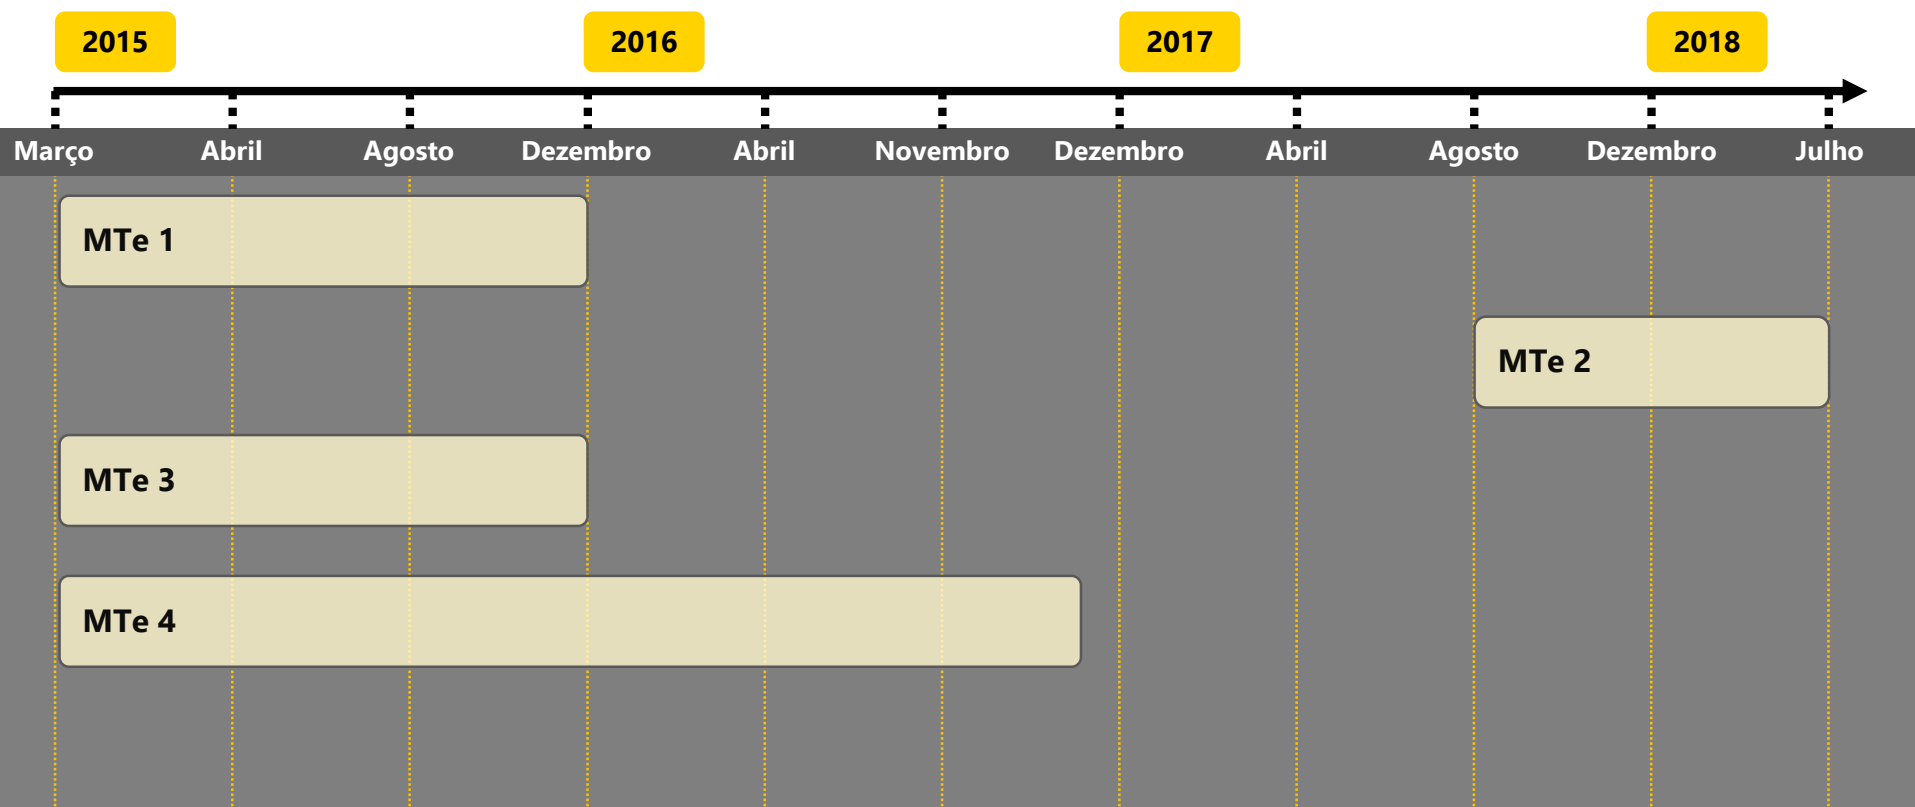 2015 2016 2017 2018
Março Abril Agosto Dezembro Abril Novembro Dezembro Abril Agosto Dezembro Julho
MTe 1
MTe 2
MTe 3
MTe 4